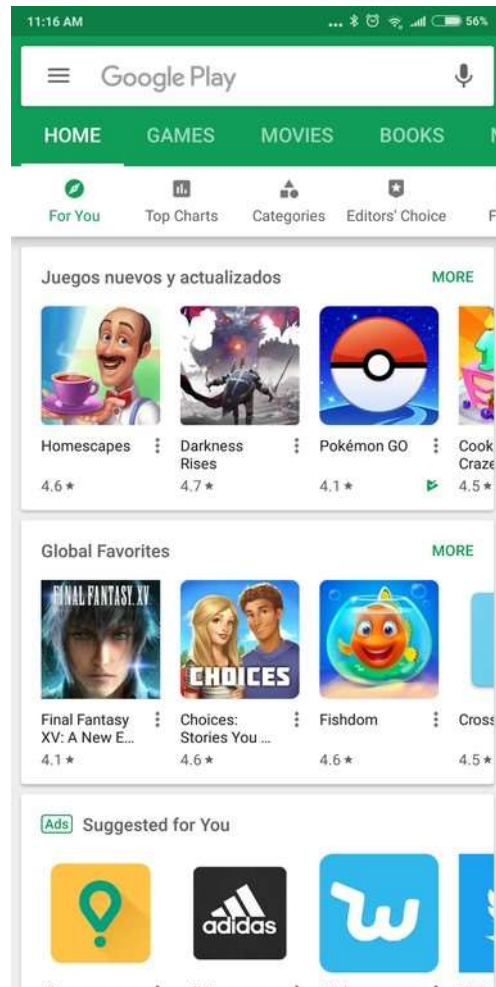 11:16 AM ... 56%
Google Play
HOME GAMES MOVIES BOOKS
For You Top Charts Categories Editors' Choice
Juegos nuevos y actualizados MORE
Homescapes Darkness Pokémon GO Cook
Rises Craze
4.6★ 4.7★ 4.1★ 4.5★
Global Favorites MORE
FINAL FANTASY XV
CHOICES
Final Fantasy Choices: Fishdom Cross
XV: A New E... Stories You ...
4.1★ 4.6★ 4.6★ 4.5★
Ads Suggested for You
adidas